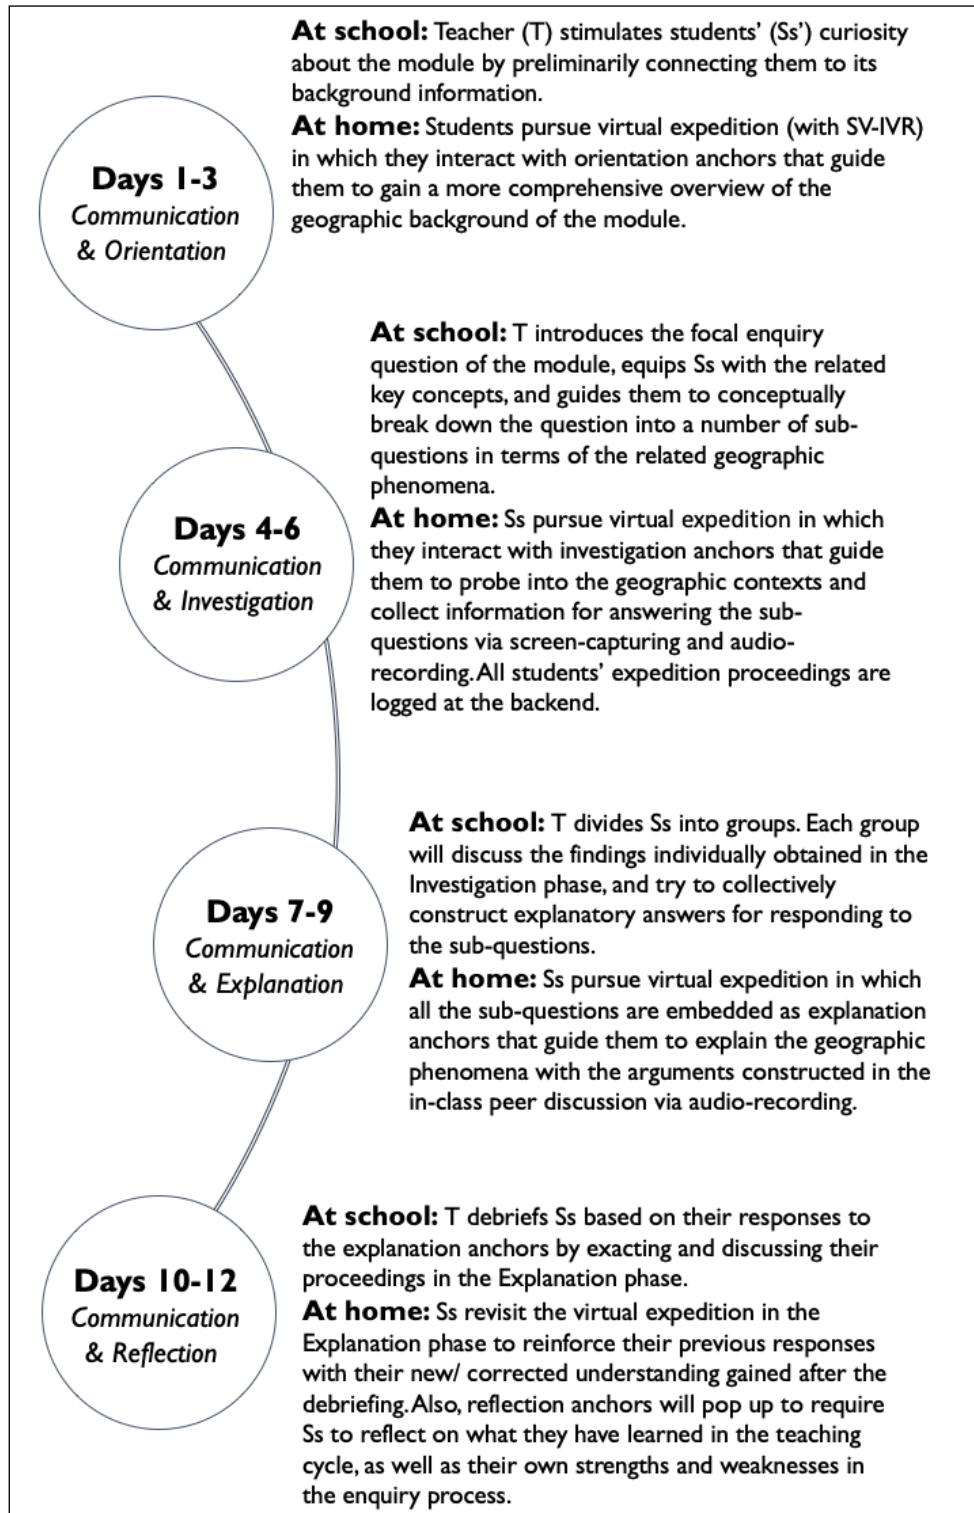 At school: Teacher (T) stimulates students' (Ss') curiosity
about the module by preliminarily connecting them to its
background information.
At home: Students pursue virtual expedition (with SV-IVR)
in which they interact with orientation anchors that guide
them to gain a more comprehensive overview of the
geographic background of the module.
Days 1-3
Communication
& Orientation
At school: T introduces the focal enquiry
question of the module, equips Ss with the related
key concepts, and guides them to conceptually
break down the question into a number of sub-
questions in terms of the related geographic
phenomena.
At home: Ss pursue virtual expedition in which
they interact with investigation anchors that guide
them to probe into the geographic contexts and
collect information for answering the sub-
questions via screen-capturing and audio-
recording. All students' expedition proceedings are
logged at the backend.
Days 4-6
Communication
& Investigation
At school: T divides Ss into groups. Each group
will discuss the findings individually obtained in the
Investigation phase, and try to collectively
construct explanatory answers for responding to
the sub-questions.
At home: Ss pursue virtual expedition in which
all the sub-questions are embedded as explanation
anchors that guide them to explain the geographic
phenomena with the arguments constructed in the
in-class peer discussion via audio-recording.
Days 7-9
Communication
& Explanation
At school: T debriefs Ss based on their responses to
the explanation anchors by exacting and discussing their
proceedings in the Explanation phase.
At home: Ss revisit the virtual expedition in the
Explanation phase to reinforce their previous responses
with their new/ corrected understanding gained after the
debriefing. Also, reflection anchors will pop up to require
Ss to reflect on what they have learned in the teaching
cycle, as well as their own strengths and weaknesses in
the enquiry process.
Days 10-12
Communication
& Reflection